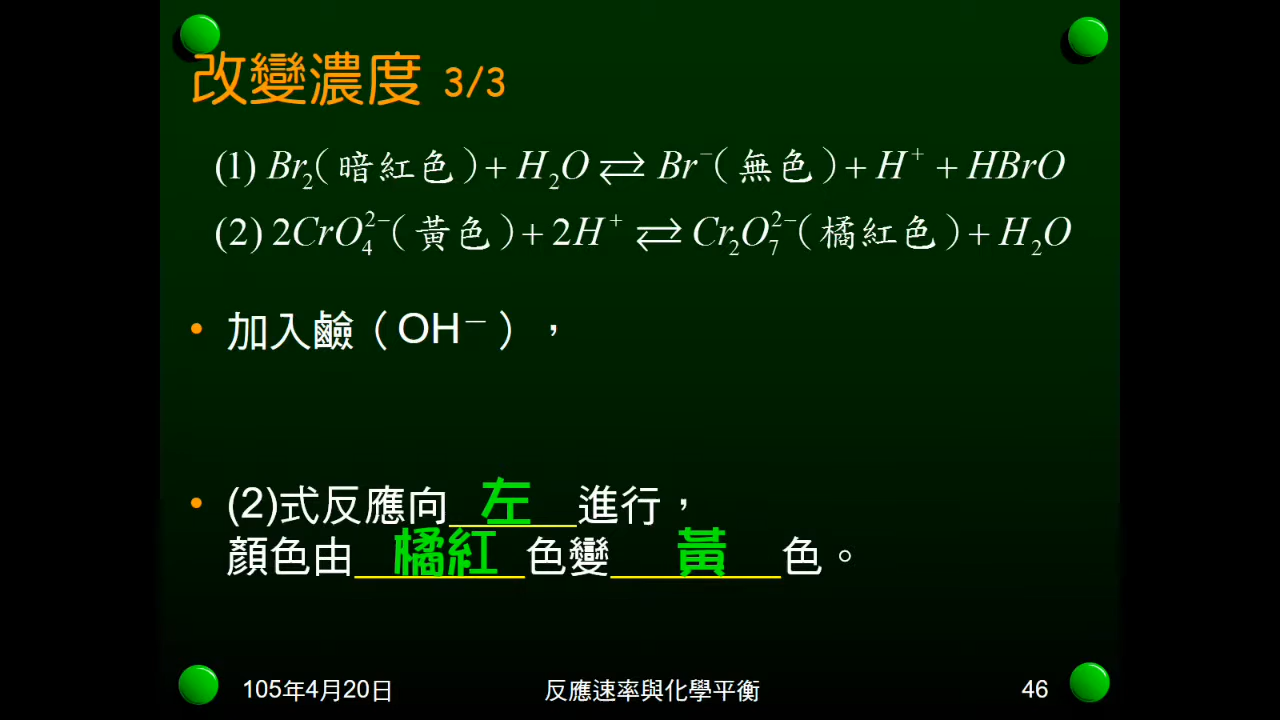 改變濃度 3/3
(1) Br₂(暗紅色)+ H₂O ⇄ Br⁻(無色)+ H⁺ + HBrO
(2) 2CrO₄²⁻(黃色)+ 2H⁺ ⇄ Cr₂O₇²⁻(橘紅色)+ H₂O
• 加入鹼（OH－），
• (2)式反應向 左 進行，
顏色由 橘紅 色變 黃 色。
105年4月20日 反應速率與化學平衡 46